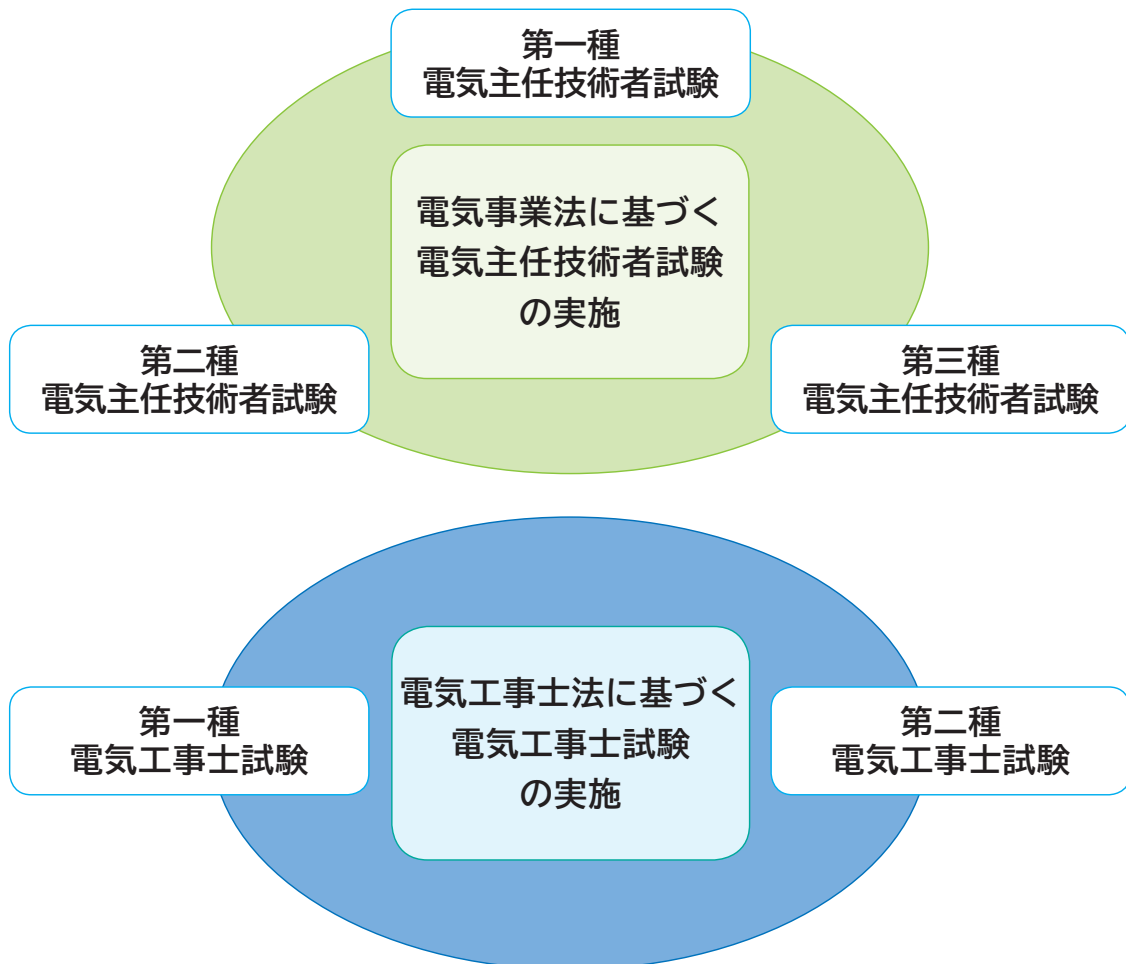 第一種
電気主任技術者試験
電気事業法に基づく
電気主任技術者試験
の実施
第二種
電気主任技術者試験
第三種
電気主任技術者試験
電気工事士法に基づく
電気工事士試験
の実施
第一種
電気工事士試験
第二種
電気工事士試験